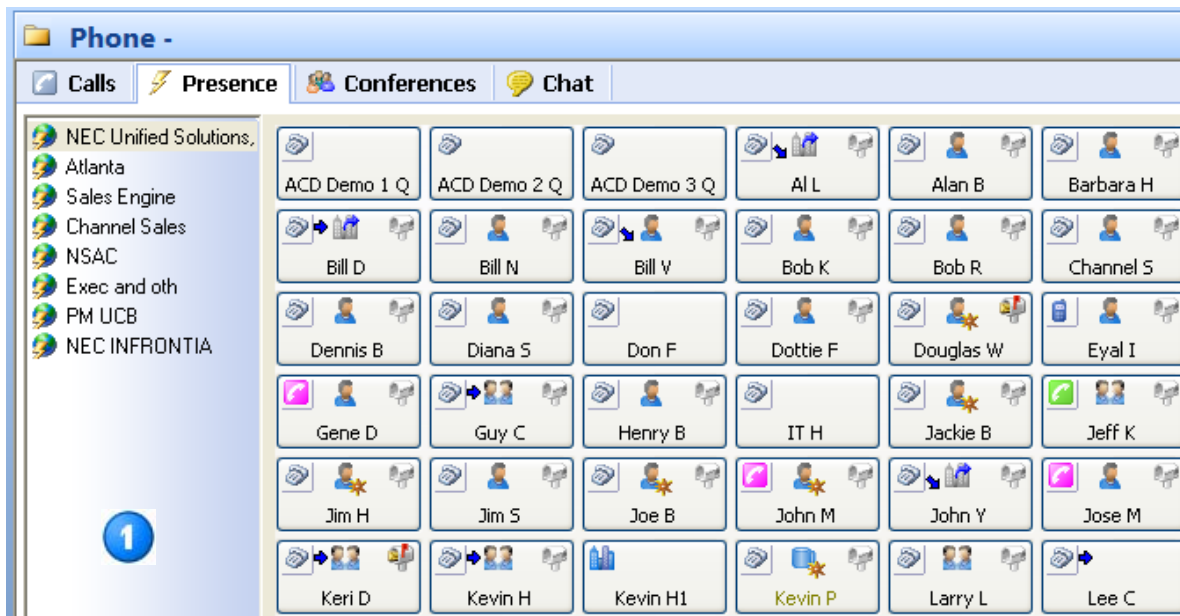 Phone -
Calls Presence Conferences Chat
NEC Unified Solutions,
Atlanta
Sales Engine
Channel Sales
NSAC
Exec and oth
PM UCB
NEC INFRONTIA
1
ACD Demo 1 Q ACD Demo 2 Q ACD Demo 3 Q Al L Alan B Barbara H
Bill D Bill N Bill V Bob K Bob R Channel S
Dennis B Diana S Don F Dottie F Douglas W Eyal I
Gene D Guy C Henry B IT H Jackie B Jeff K
Jim H Jim S Joe B John M John Y Jose M
Keri D Kevin H Kevin H1 Kevin P Larry L Lee C